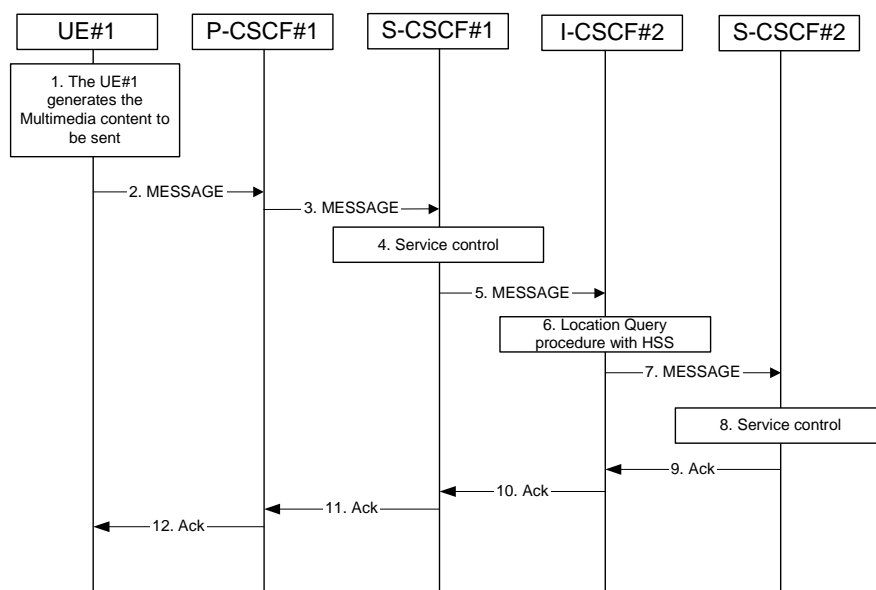 UE#1
P-CSCF#1
S-CSCF#1
I-CSCF#2
S-CSCF#2
1. The UE#1
generates the
Multimedia content to
be sent
2. MESSAGE
3. MESSAGE
4. Service control
5. MESSAGE
6. Location Query
procedure with HSS
7. MESSAGE
8. Service control
9. Ack
10. Ack
11. Ack
12. Ack